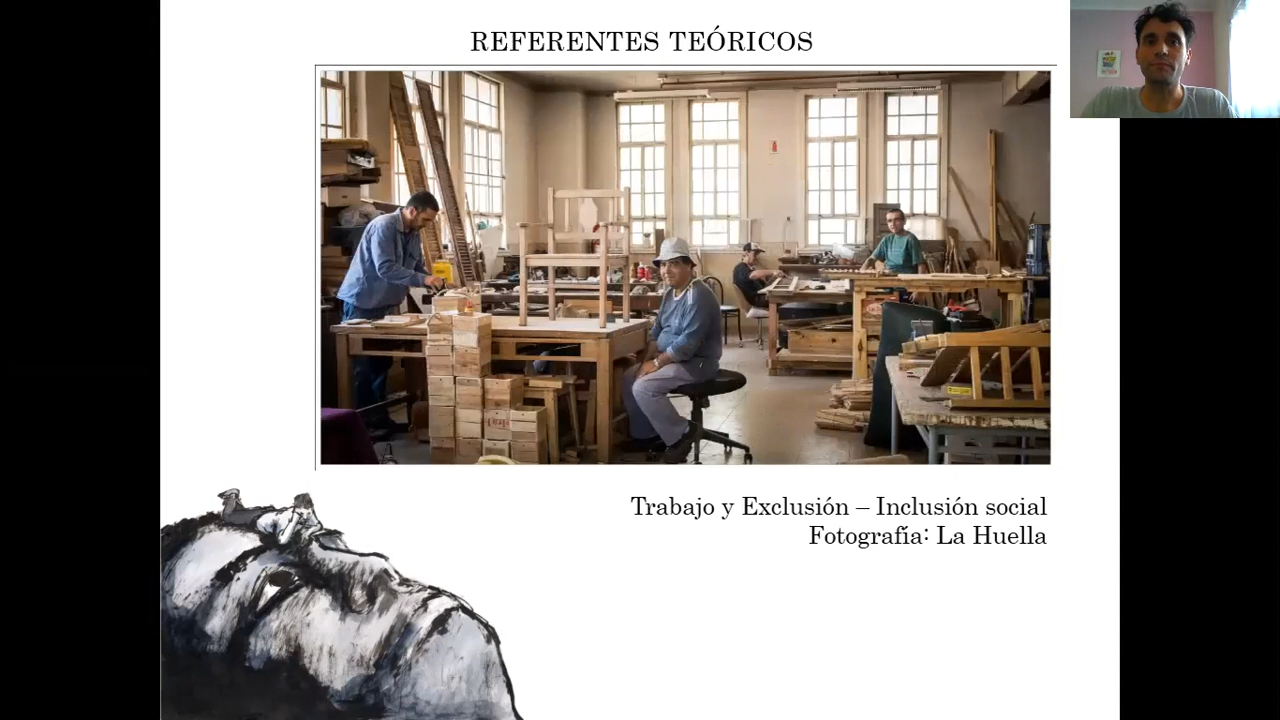 REFERENTES TEÓRICOS
Trabajo y Exclusión – Inclusión social
Fotografía: La Huella